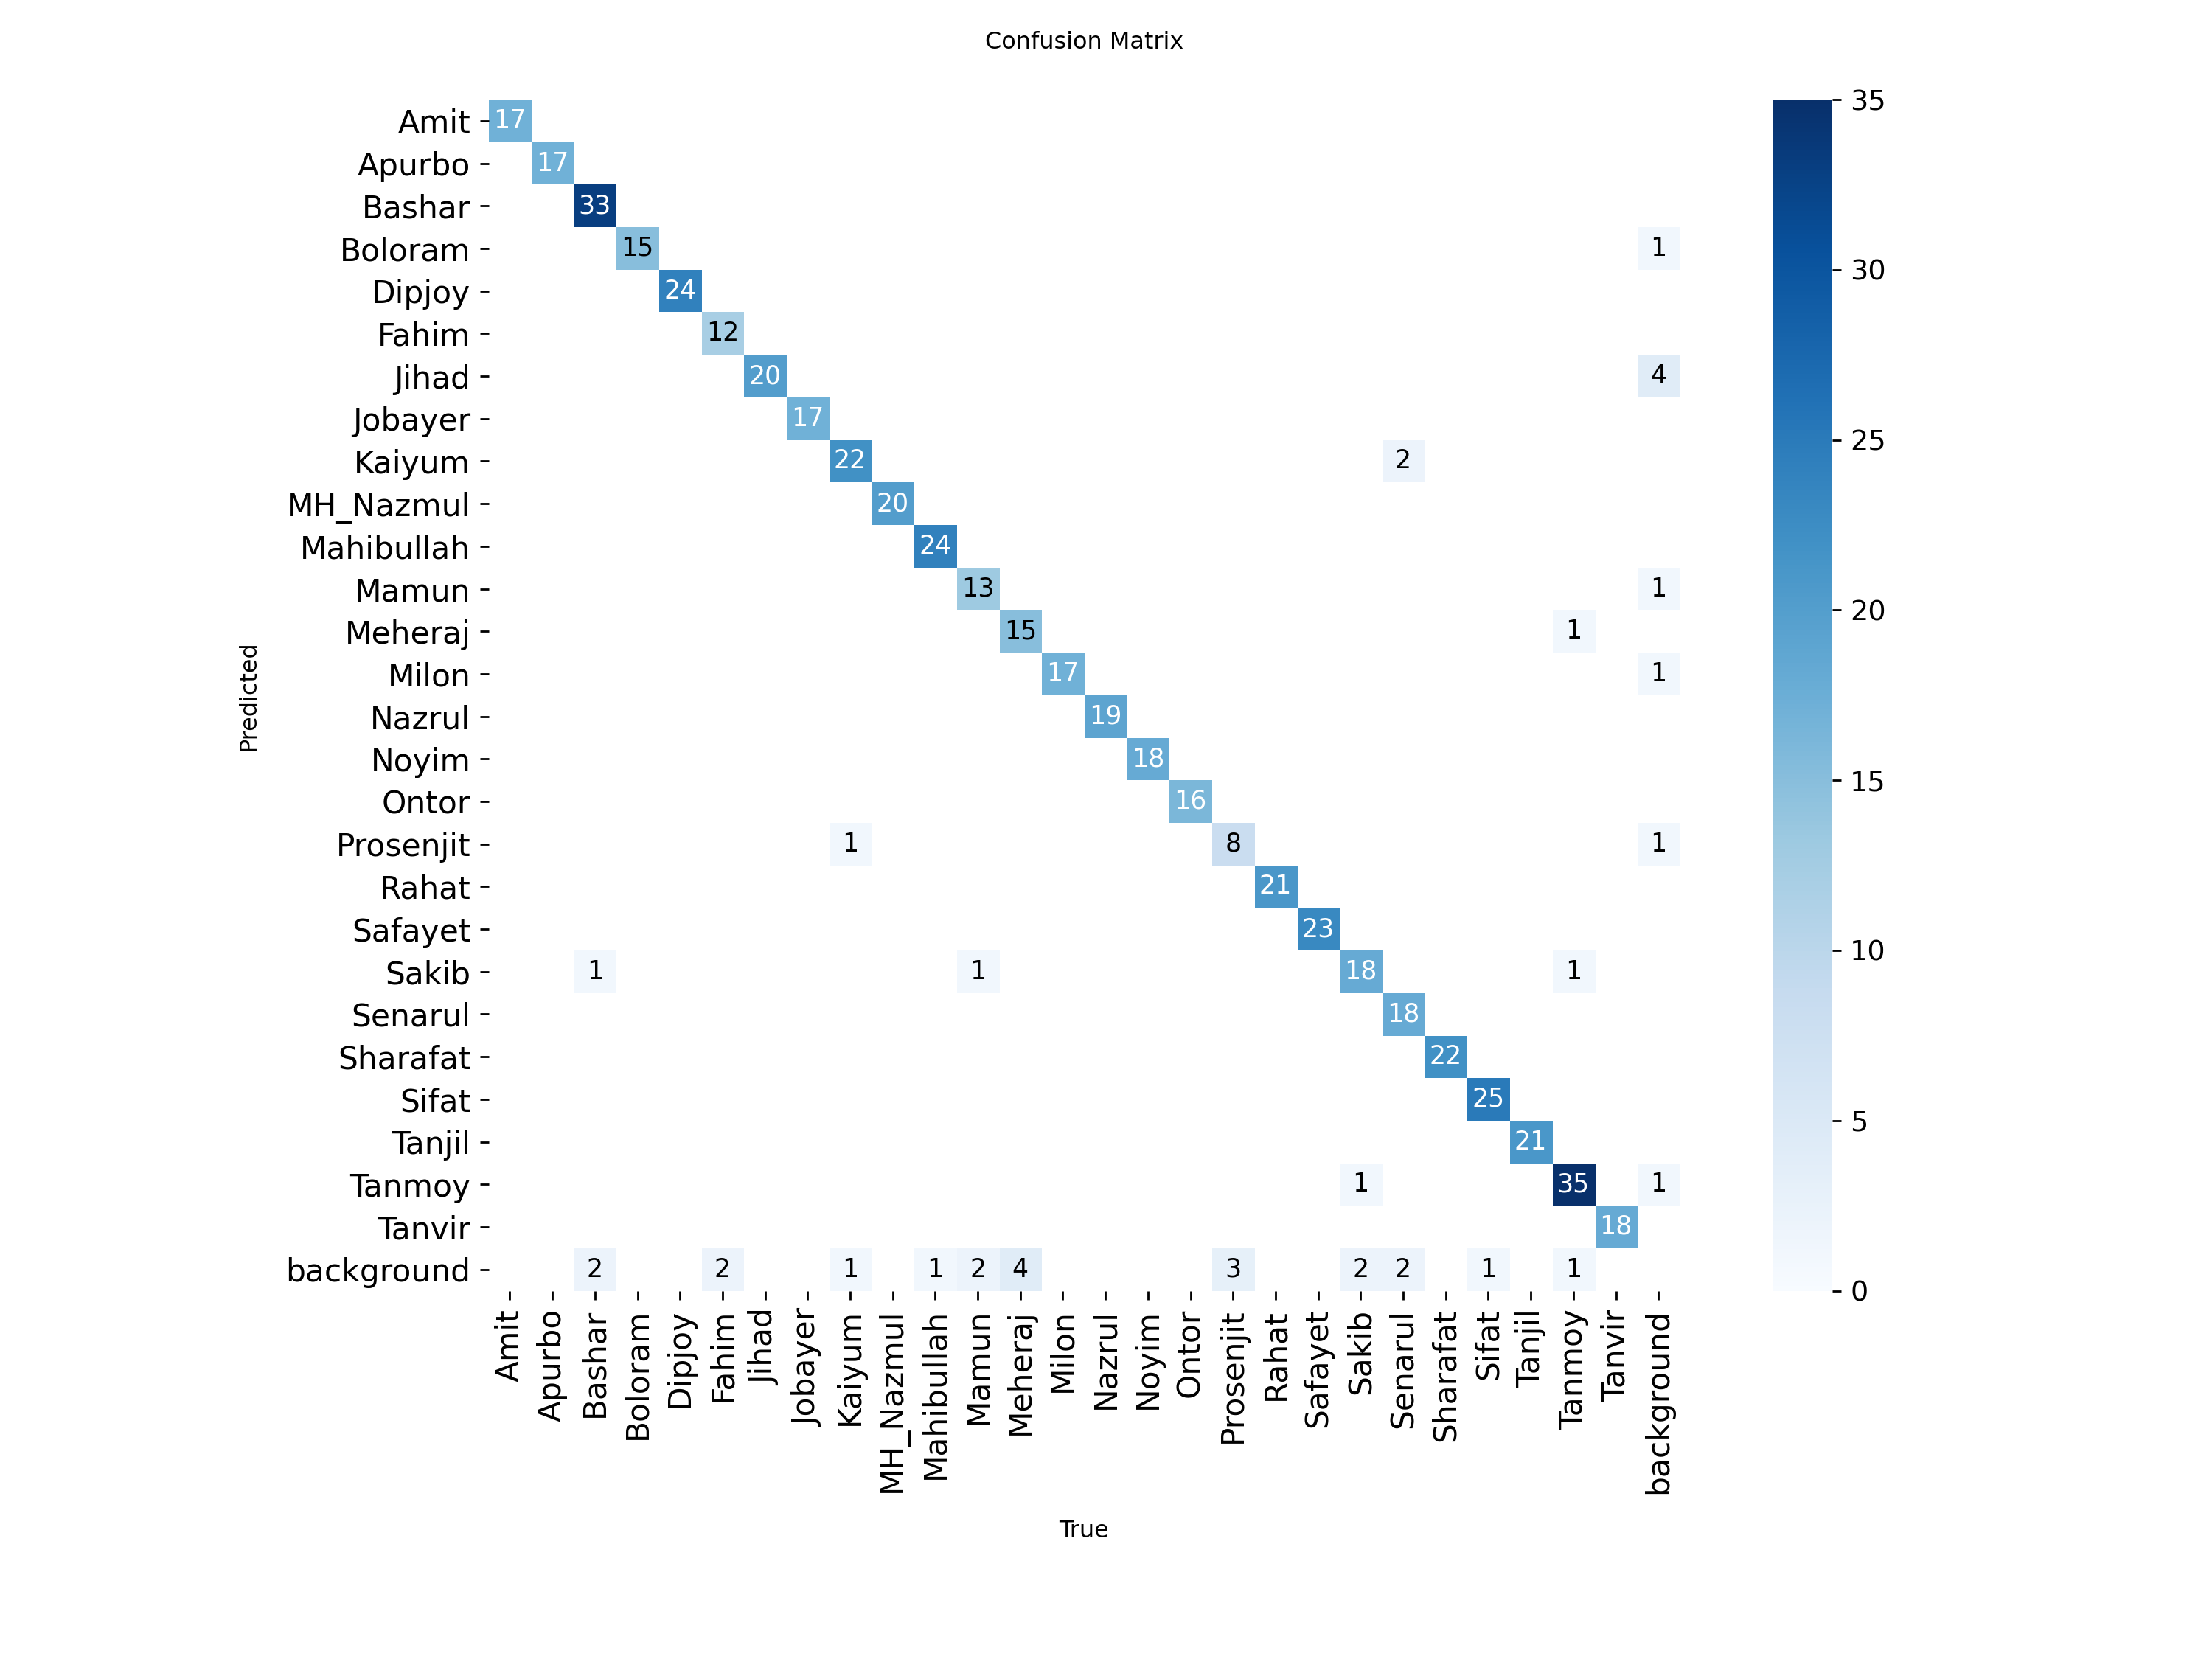 Confusion Matrix
Amit 17 35
Apurbo 17
Bashar 33
Boloram 15 1 30
Dipjoy 24
Fahim 12
Jihad 20 4
Jobayer 17 25
Kaiyum 22 2
MH_Nazmul 20
Mahibullah 24
Mamun 13 1 20
Meheraj 15 1
Milon 17 1
Nazrul 19
Noyim 18 15
Ontor 16
Prosenjit 1 8 1
Rahat 21
Safayet 23 10
Sakib 1 1 18 1
Senarul 18
Sharafat 22
Sifat 25 5
Tanjil 21
Tanmoy 1 35 1
Tanvir 18
background 2 2 1 1 2 4 3 2 2 1 1 0
Predicted
Amit
Apurbo
Bashar
Boloram
Dipjoy
Fahim
Jihad
Jobayer
Kaiyum
MH_Nazmul
Mahibullah
Mamun
Meheraj
Milon
Nazrul
Noyim
Ontor
Prosenjit
Rahat
Safayet
Sakib
Senarul
Sharafat
Sifat
Tanjil
Tanmoy
Tanvir
background
True